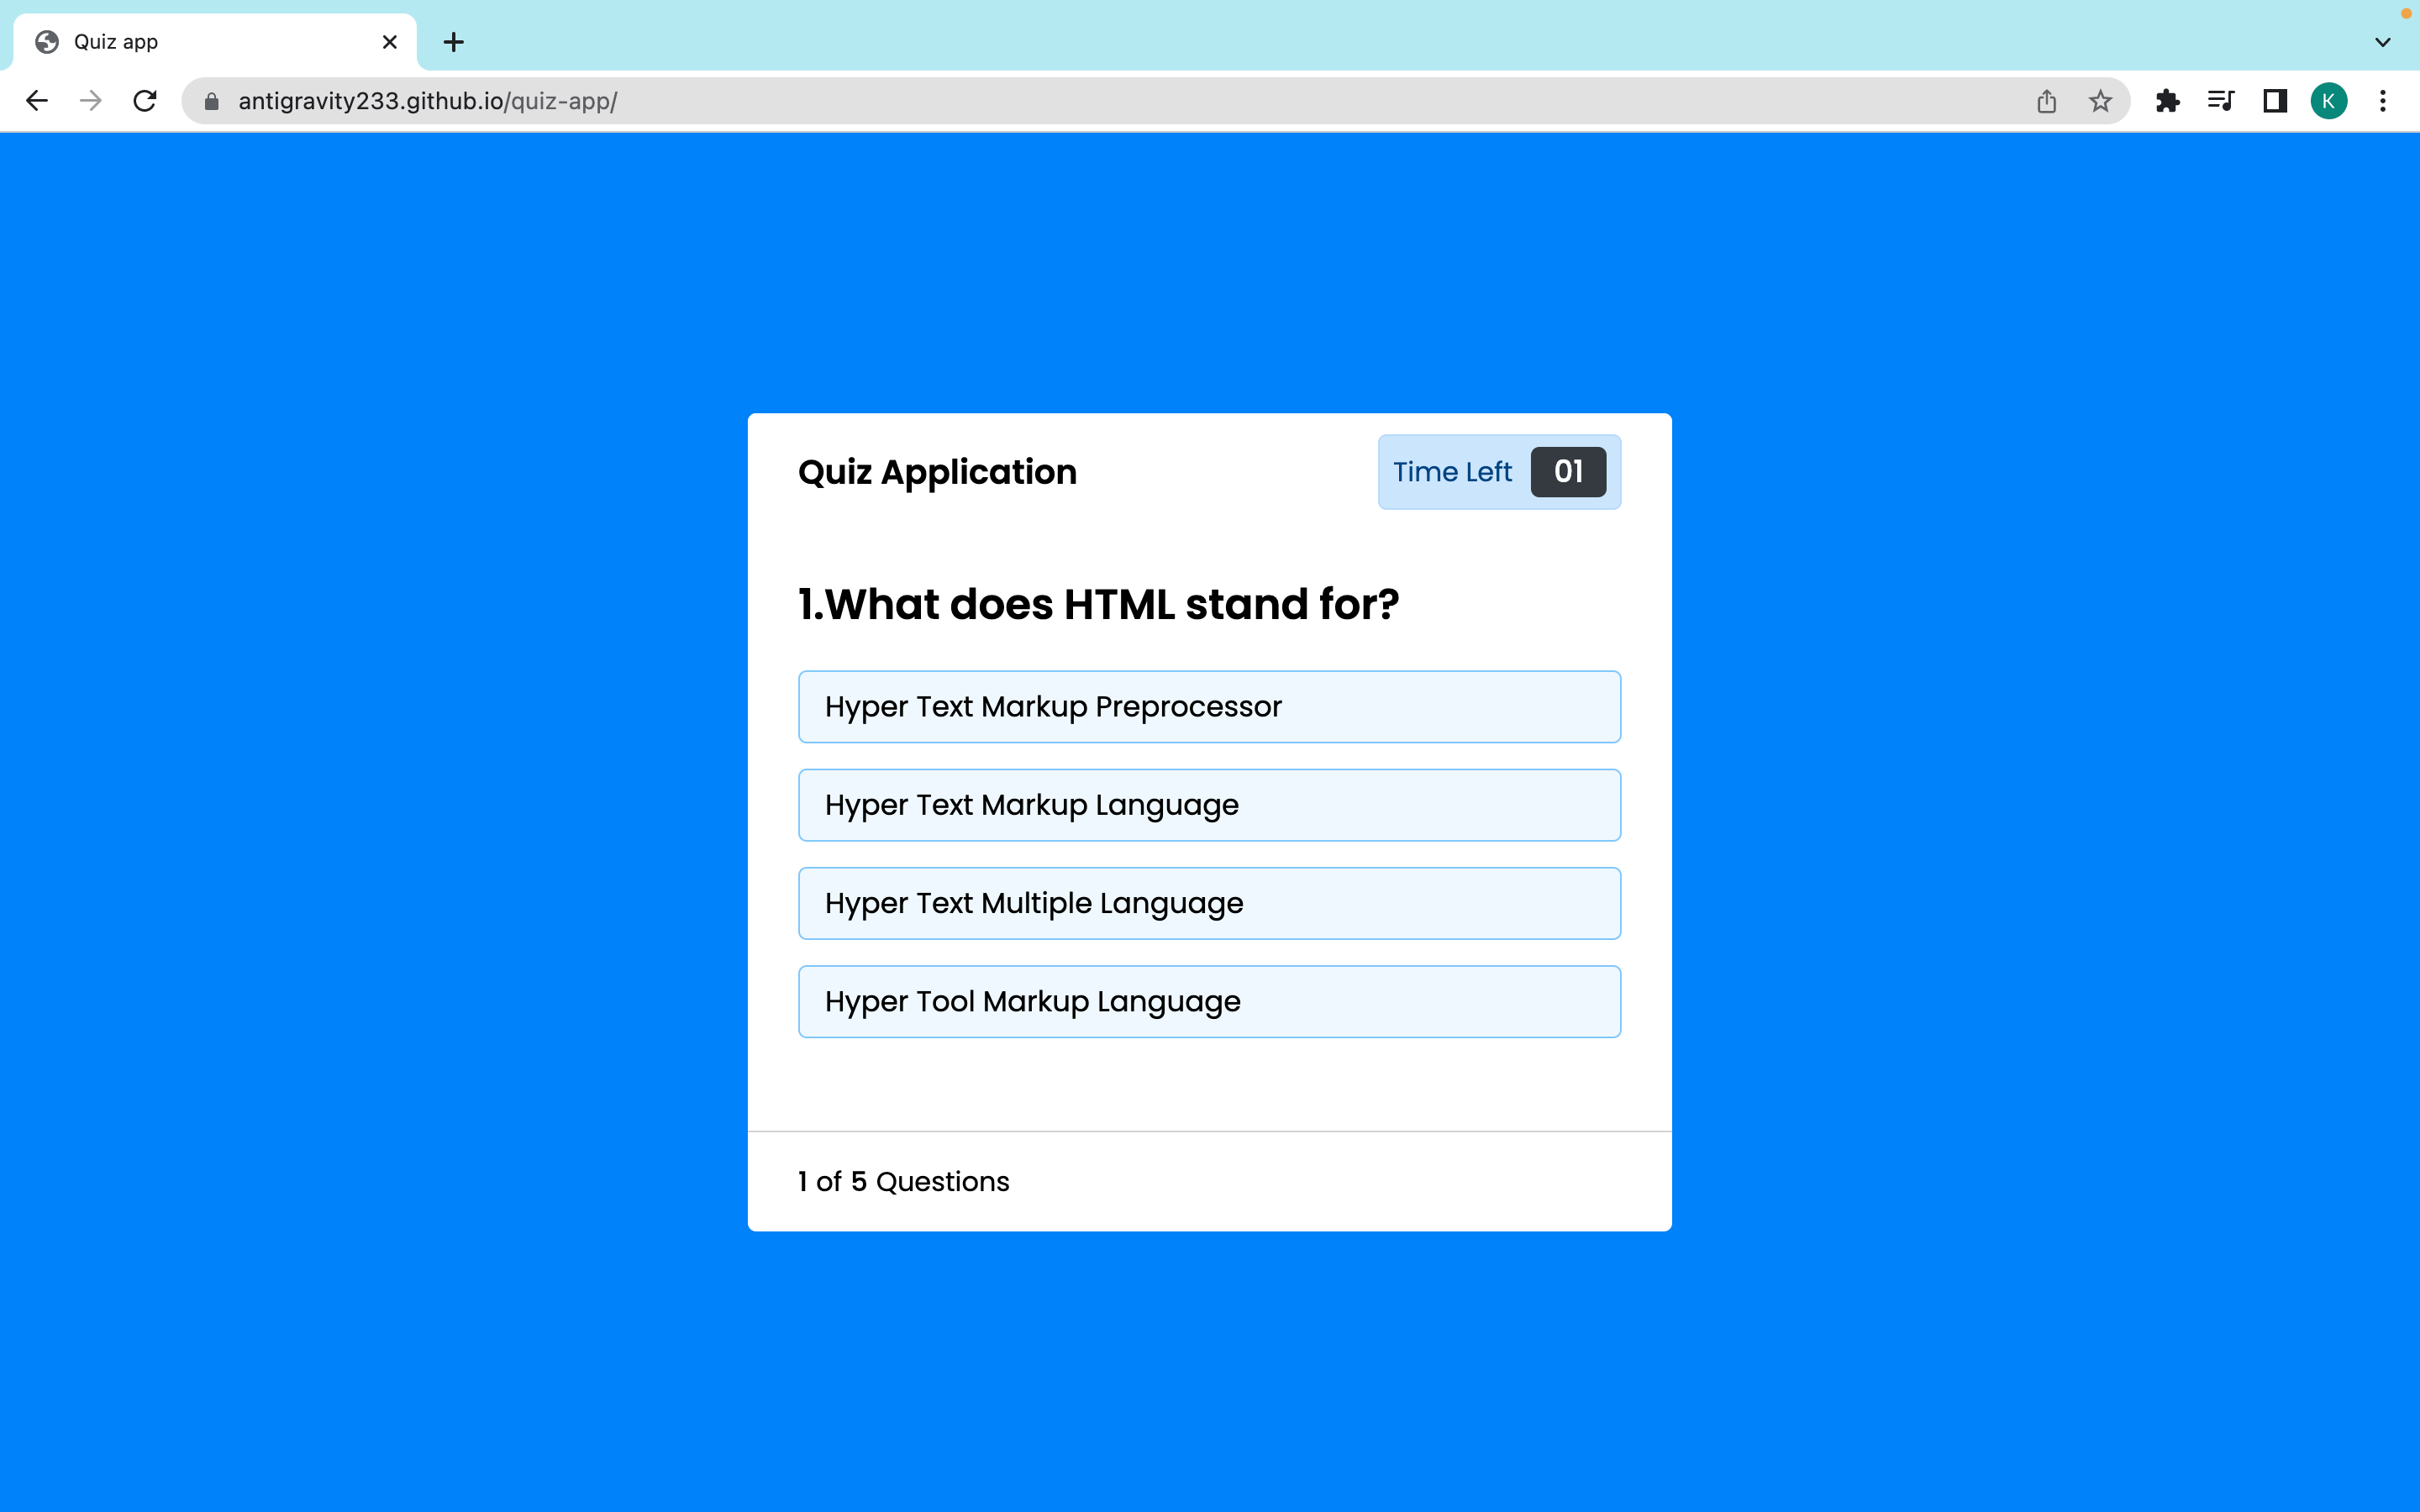 Quiz app
antigravity233.github.io/quiz-app/
K
Quiz Application
Time Left 01
1.What does HTML stand for?
Hyper Text Markup Preprocessor
Hyper Text Markup Language
Hyper Text Multiple Language
Hyper Tool Markup Language
1 of 5 Questions